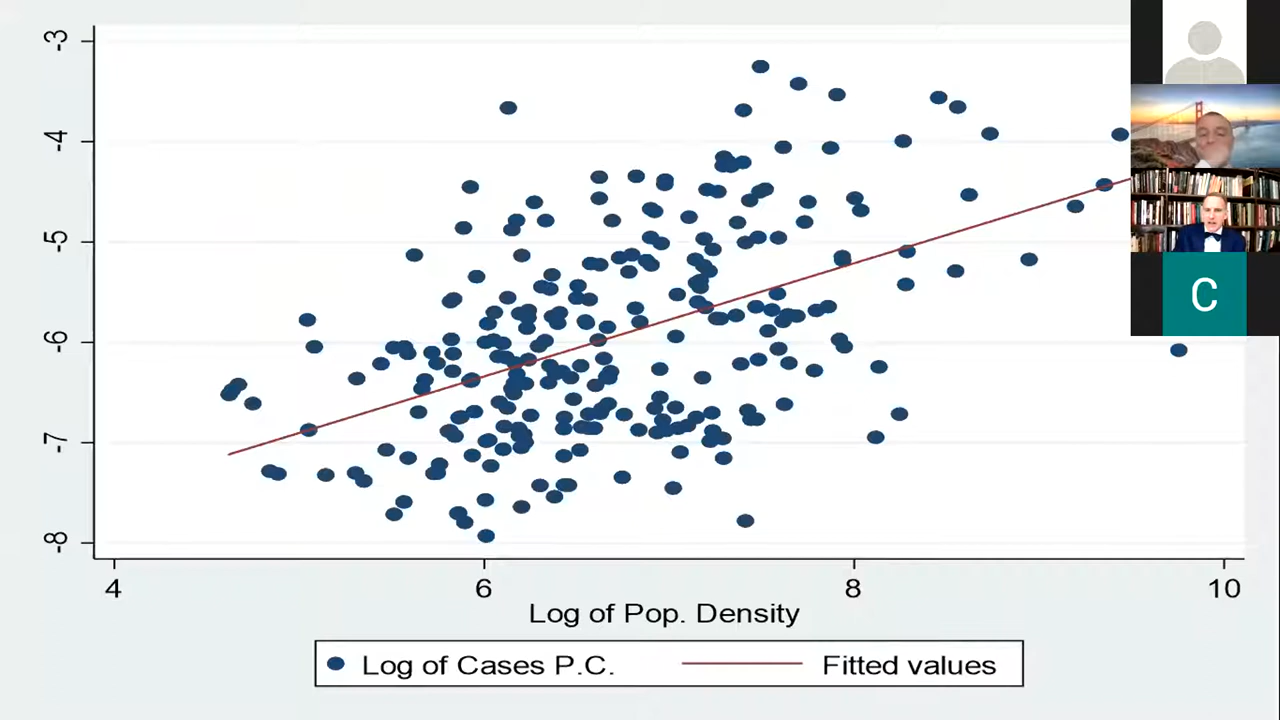 -3
-4
-5
-6
-7
-8
4 6 8 10
Log of Pop. Density
Log of Cases P.C. Fitted values
C